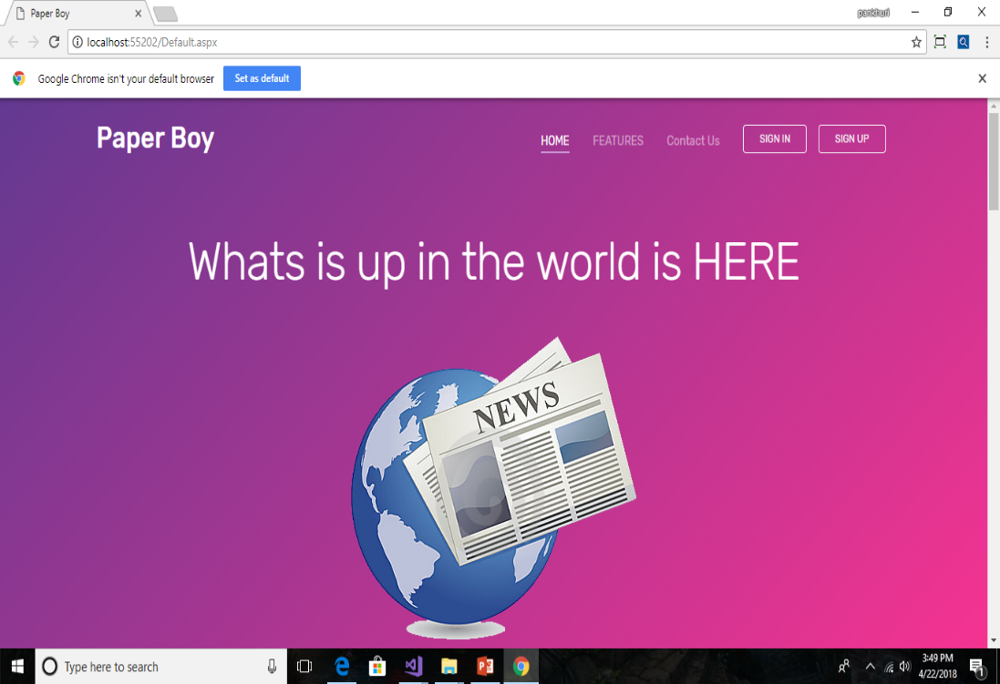 Paper Boy
pankhuri
localhost:55202/Default.aspx
Google Chrome isn't your default browser
Set as default
Paper Boy
HOME
FEATURES
Contact Us
SIGN IN
SIGN UP
Whats is up in the world is HERE
NEWS
Type here to search
3:49 PM
4/22/2018
1